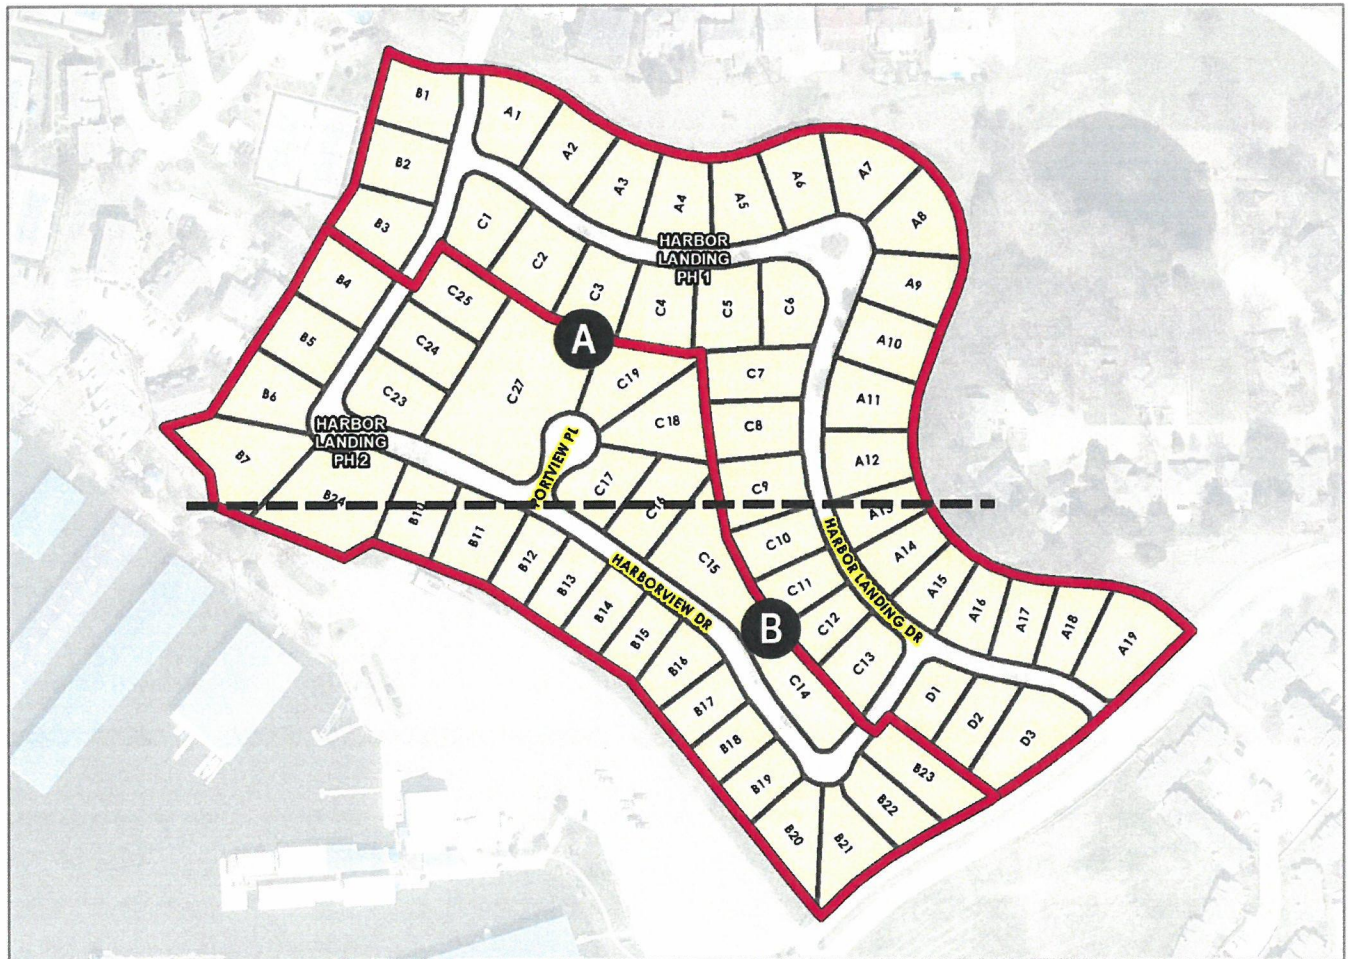 B1
A1
A2
A3
A4
A5
A6
A7
A8
B2
B3
C1
C2
C3
HARBOR
LANDING
PH 1
C4
C5
C6
A9
A10
B4
C25
A
B5
C24
C19
C7
A11
B6
C23
C27
C18
C8
A12
HARBOR
LANDING
PH 2
B7
PORTVIEW PL
C17
C16
C9
A13
B24
B10
B11
B12
B13
B14
B15
B16
HARBORVIEW DR
C15
C10
HARBOR LANDING DR
A14
A15
A16
A17
A18
A19
C11
C12
C13
B
C14
B17
B18
B19
B20
B21
B22
B23
D1
D2
D3